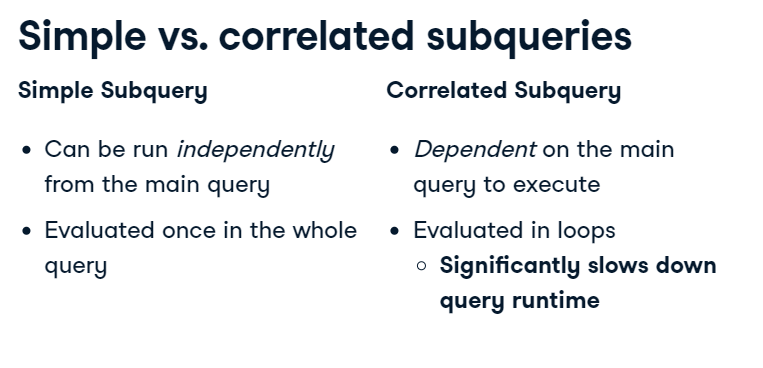 Simple vs. correlated subqueries
Simple Subquery
• Can be run independently
from the main query
• Evaluated once in the whole
query
Correlated Subquery
• Dependent on the main
query to execute
• Evaluated in loops
○ Significantly slows down
query runtime